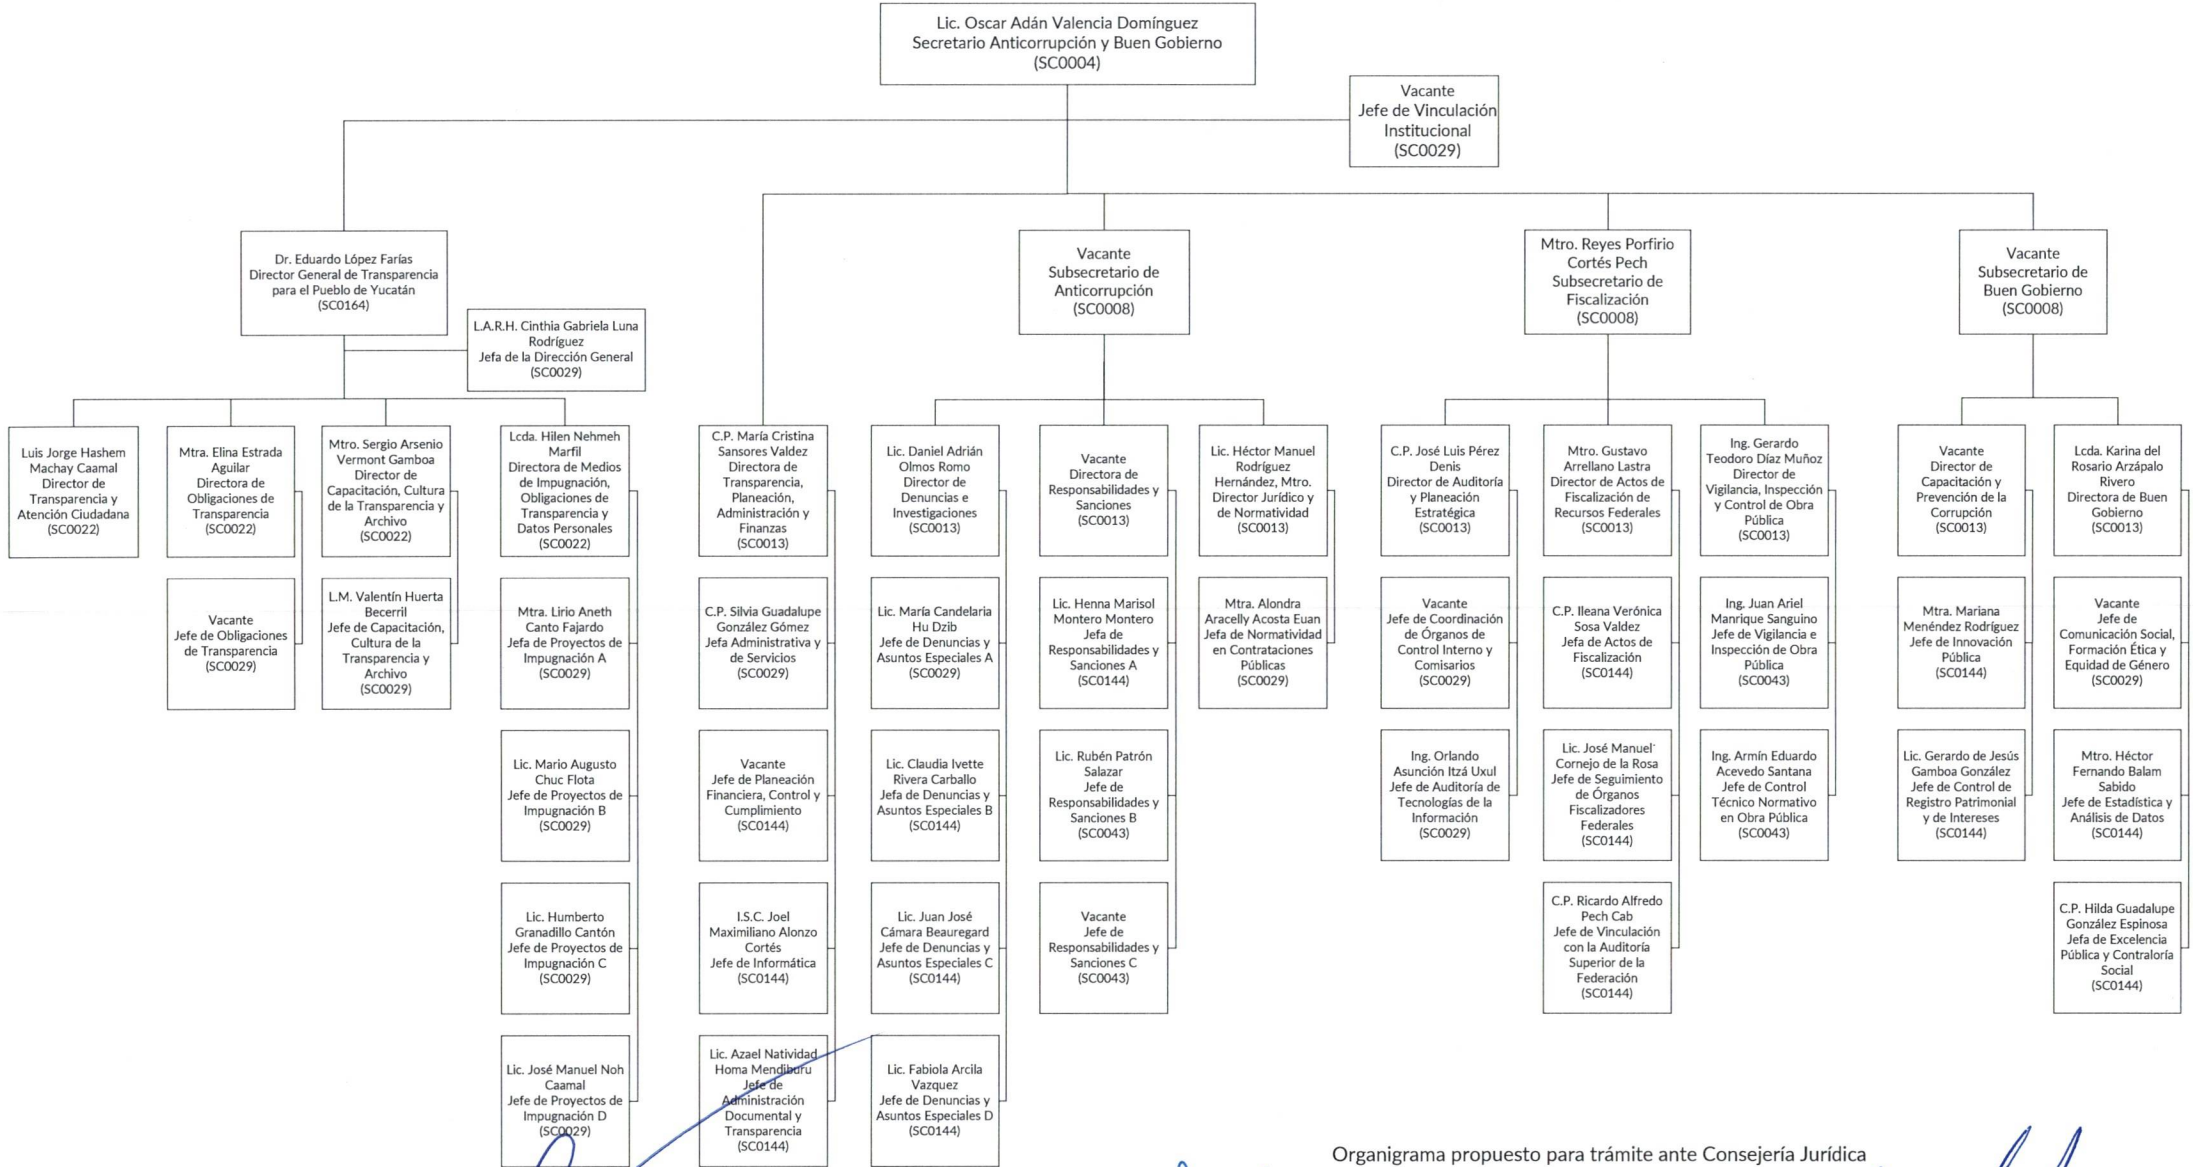 Lic. Oscar Adán Valencia Domínguez
Secretario Anticorrupción y Buen Gobierno
(SC0004)
Vacante
Jefe de Vinculación
Institucional
(SC0029)
Dr. Eduardo López Farías
Director General de Transparencia
para el Pueblo de Yucatán
(SC0164)
L.A.R.H. Cinthia Gabriela Luna
Rodríguez
Jefa de la Dirección General
(SC0029)
Vacante
Subsecretario de
Anticorrupción
(SC0008)
Mtro. Reyes Porfirio
Cortés Pech
Subsecretario de
Fiscalización
(SC0008)
Vacante
Subsecretario de
Buen Gobierno
(SC0008)
Luis Jorge Hashem
Machay Caamal
Director de
Transparencia y
Atención Ciudadana
(SC0022)
Mtra. Elina Estrada
Aguilar
Directora de
Obligaciones de
Transparencia
(SC0022)
Mtro. Sergio Arsenio
Vermont Gamboa
Director de
Capacitación, Cultura
de la Transparencia y
Archivo
(SC0022)
Lcda. Hilen Nehmeh
Marfil
Directora de Medios
de Impugnación,
Obligaciones de
Transparencia y
Datos Personales
(SC0022)
C.P. María Cristina
Sansores Valdez
Directora de
Transparencia,
Planeación,
Administración y
Finanzas
(SC0013)
Lic. Daniel Adrián
Olmos Romo
Director de
Denuncias e
Investigaciones
(SC0013)
Vacante
Directora de
Responsabilidades y
Sanciones
(SC0013)
Lic. Héctor Manuel
Rodríguez
Hernández, Mtro.
Director Jurídico y
de Normatividad
(SC0013)
C.P. José Luis Pérez
Denis
Director de Auditoría
y Planeación
Estratégica
(SC0013)
Mtro. Gustavo
Arrellano Lastra
Director de Actos de
Fiscalización de
Recursos Federales
(SC0013)
Ing. Gerardo
Teodoro Díaz Muñoz
Director de
Vigilancia, Inspección
y Control de Obra
Pública
(SC0013)
Vacante
Director de
Capacitación y
Prevención de la
Corrupción
(SC0013)
Lcda. Karina del
Rosario Arzápalo
Rivero
Directora de Buen
Gobierno
(SC0013)
Vacante
Jefe de Obligaciones
de Transparencia
(SC0029)
L.M. Valentín Huerta
Becerril
Jefe de Capacitación,
Cultura de la
Transparencia y
Archivo
(SC0029)
Mtra. Lirio Aneth
Canto Fajardo
Jefa de Proyectos de
Impugnación A
(SC0029)
C.P. Silvia Guadalupe
González Gómez
Jefa Administrativa y
de Servicios
(SC0029)
Lic. María Candelaria
Hu Dzib
Jefe de Denuncias y
Asuntos Especiales A
(SC0029)
Lic. Henna Marisol
Montero Montero
Jefa de
Responsabilidades y
Sanciones A
(SC0144)
Mtra. Alondra
Aracelly Acosta Euan
Jefa de Normatividad
en Contrataciones
Públicas
(SC0029)
Vacante
Jefe de Coordinación
de Órganos de
Control Interno y
Comisarios
(SC0029)
C.P. Ileana Verónica
Sosa Valdez
Jefa de Actos de
Fiscalización
(SC0144)
Ing. Juan Ariel
Manrique Sanguino
Jefe de Vigilancia e
Inspección de Obra
Pública
(SC0043)
Mtra. Mariana
Menéndez Rodríguez
Jefe de Innovación
Pública
(SC0144)
Vacante
Jefe de
Comunicación Social,
Formación Ética y
Equidad de Género
(SC0029)
Lic. Mario Augusto
Chuc Flota
Jefe de Proyectos de
Impugnación B
(SC0029)
Vacante
Jefe de Planeación
Financiera, Control y
Cumplimiento
(SC0144)
Lic. Claudia Ivette
Rivera Carballo
Jefa de Denuncias y
Asuntos Especiales B
(SC0144)
Lic. Rubén Patrón
Salazar
Jefe de
Responsabilidades y
Sanciones B
(SC0043)
Ing. Orlando
Asunción Itzá Uxul
Jefe de Auditoría de
Tecnologías de la
Información
(SC0029)
Lic. José Manuel
Cornejo de la Rosa
Jefe de Seguimiento
de Órganos
Fiscalizadores
Federales
(SC0144)
Ing. Armín Eduardo
Acevedo Santana
Jefe de Control
Técnico Normativo
en Obra Pública
(SC0043)
Lic. Gerardo de Jesús
Gamboa González
Jefe de Control de
Registro Patrimonial
y de Intereses
(SC0144)
Mtro. Héctor
Fernando Balam
Sabido
Jefe de Estadística y
Análisis de Datos
(SC0144)
Lic. Humberto
Granadillo Cantón
Jefe de Proyectos de
Impugnación C
(SC0029)
I.S.C. Joel
Maximiliano Alonzo
Cortés
Jefe de Informática
(SC0144)
Lic. Juan José
Cámara Beauregard
Jefe de Denuncias y
Asuntos Especiales C
(SC0144)
Vacante
Jefe de
Responsabilidades y
Sanciones C
(SC0043)
C.P. Ricardo Alfredo
Pech Cab
Jefe de Vinculación
con la Auditoría
Superior de la
Federación
(SC0144)
C.P. Hilda Guadalupe
González Espinosa
Jefa de Excelencia
Pública y Contraloría
Social
(SC0144)
Lic. José Manuel Noh
Caamal
Jefe de Proyectos de
Impugnación D
(SC0029)
Lic. Azael Natividad
Homa Mendiburu
Jefe de
Administración
Documental y
Transparencia
(SC0144)
Lic. Fabiola Arcila
Vazquez
Jefe de Denuncias y
Asuntos Especiales D
(SC0144)
Organigrama propuesto para trámite ante Consejería Jurídica